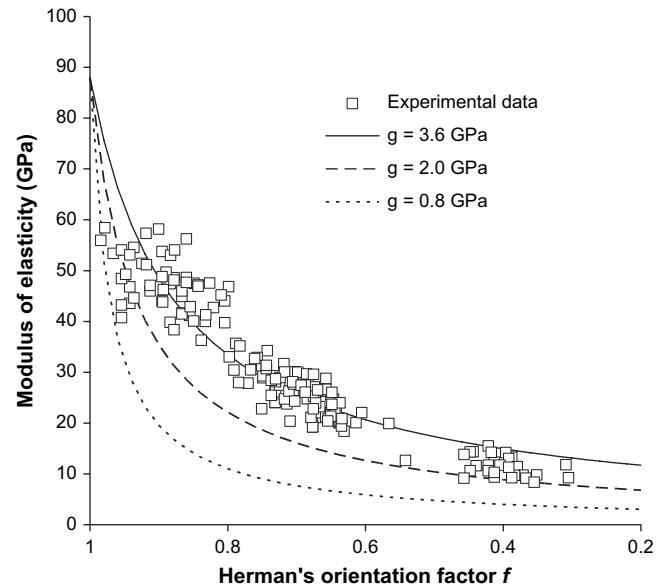 100
90
80
70
60
50
40
30
20
10
0
Modulus of elasticity (GPa)
Experimental data
g = 3.6 GPa
g = 2.0 GPa
g = 0.8 GPa
1 0.8 0.6 0.4 0.2
Herman's orientation factor f